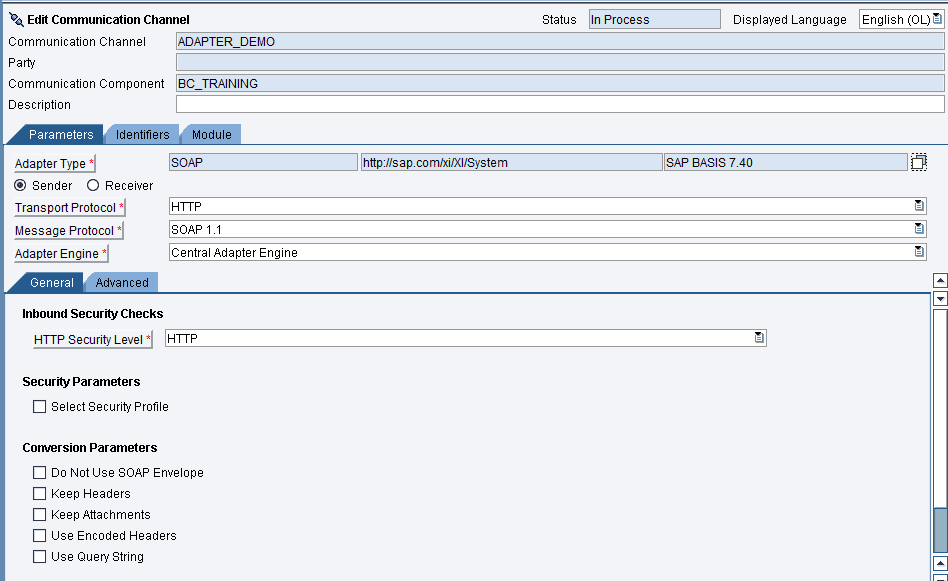 Edit Communication Channel Status In Process Displayed Language English (OL)
Communication Channel ADAPTER_DEMO
Party
Communication Component BC_TRAINING
Description
Parameters Identifiers Module
Adapter Type * SOAP http://sap.com/xi/XI/System SAP BASIS 7.40
Sender Receiver
Transport Protocol * HTTP
Message Protocol * SOAP 1.1
Adapter Engine * Central Adapter Engine
General Advanced
Inbound Security Checks
HTTP Security Level * HTTP
Security Parameters
Select Security Profile
Conversion Parameters
Do Not Use SOAP Envelope
Keep Headers
Keep Attachments
Use Encoded Headers
Use Query String